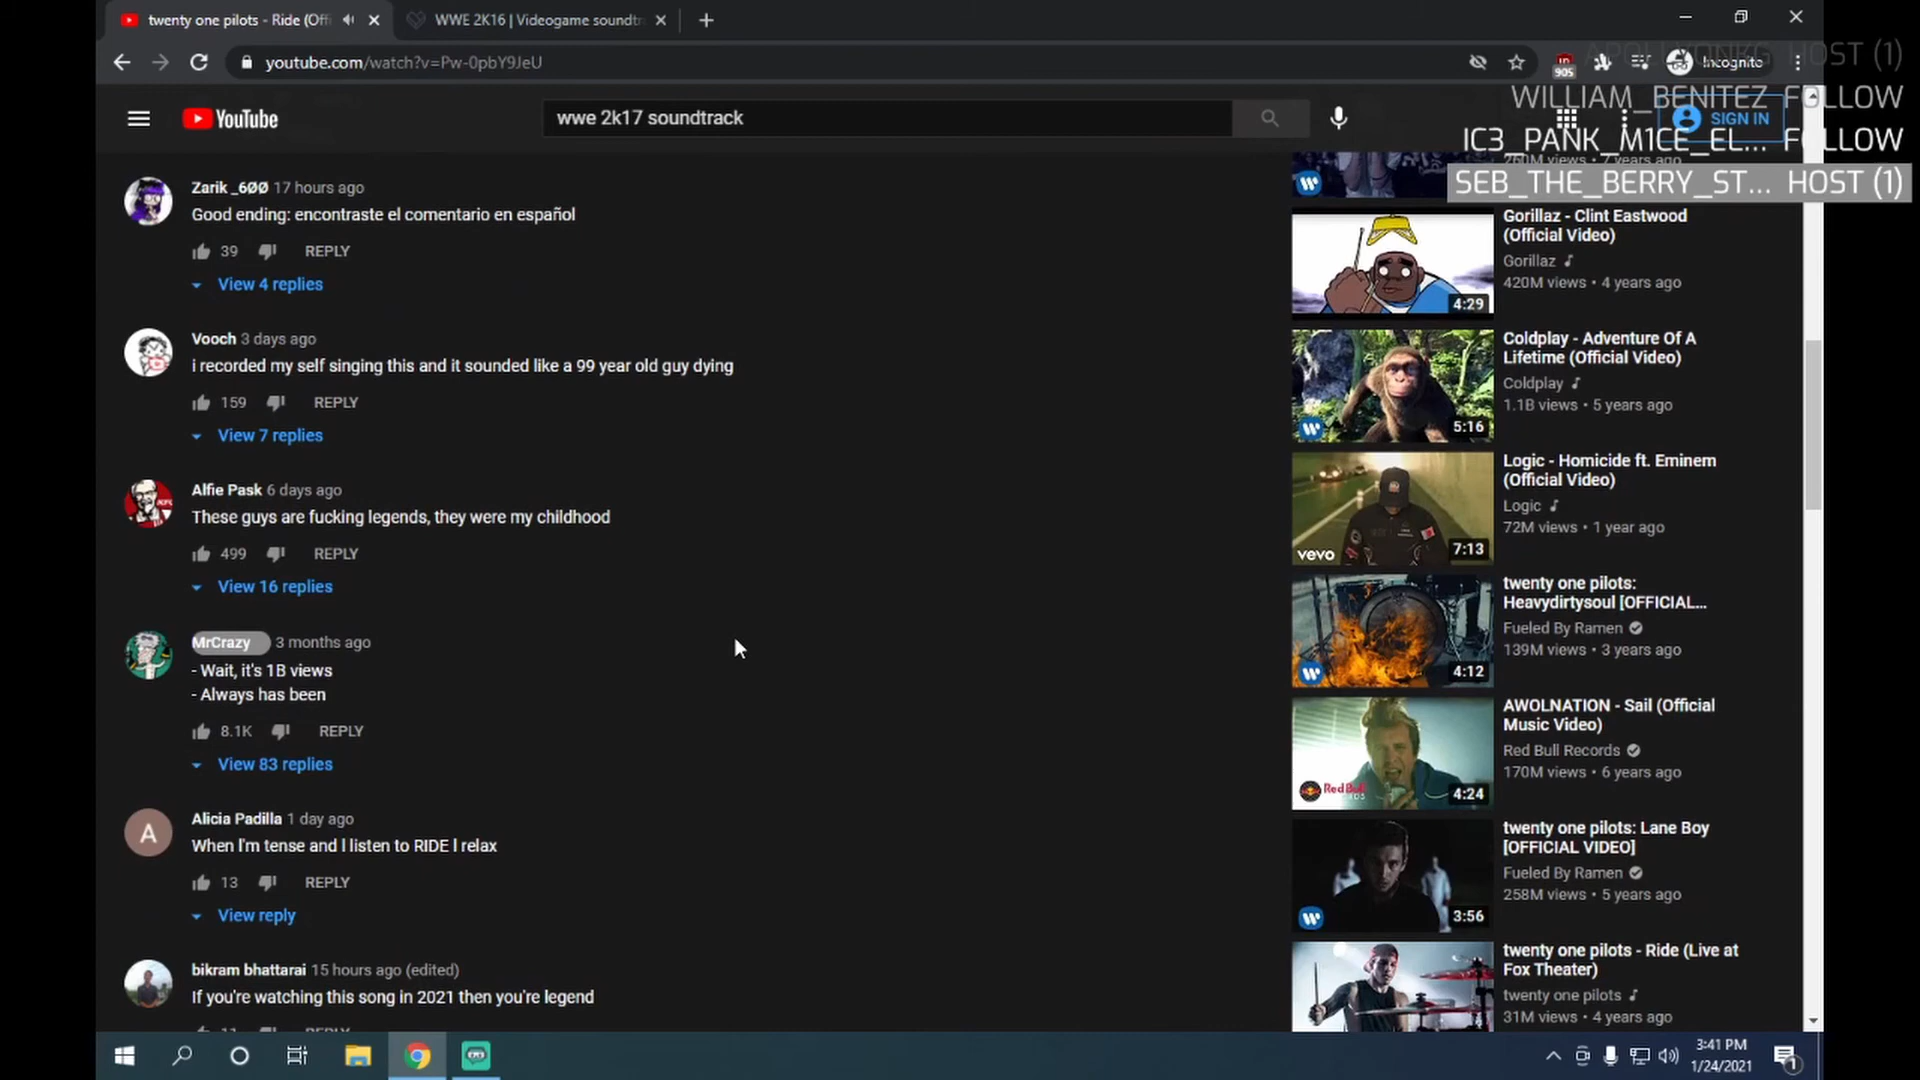 twenty one pilots - Ride (Offi
WWE 2K16 | Videogame soundtr
youtube.com/watch?v=Pw-0pbY9JeU
905
Incognito
APOLLYONKG HOST (1)
WILLIAM_BENITEZ FOLLOW
IC3_PANK_M1CE_EL... FOLLOW
SEB_THE_BERRY_ST... HOST (1)
YouTube
wwe 2k17 soundtrack
SIGN IN
Zarik _6ØØ 17 hours ago
Good ending: encontraste el comentario en español
39 REPLY
View 4 replies
Vooch 3 days ago
i recorded my self singing this and it sounded like a 99 year old guy dying
159 REPLY
View 7 replies
Alfie Pask 6 days ago
These guys are fucking legends, they were my childhood
499 REPLY
View 16 replies
MrCrazy 3 months ago
- Wait, it's 1B views
- Always has been
8.1K REPLY
View 83 replies
Alicia Padilla 1 day ago
When I'm tense and I listen to RIDE I relax
A
13 REPLY
View reply
bikram bhattarai 15 hours ago (edited)
If you're watching this song in 2021 then you're legend
11 REPLY
260M views • 7 years ago
Gorillaz - Clint Eastwood
(Official Video)
Gorillaz
420M views • 4 years ago
4:29
Coldplay - Adventure Of A
Lifetime (Official Video)
Coldplay
1.1B views • 5 years ago
5:16
Logic - Homicide ft. Eminem
(Official Video)
Logic
72M views • 1 year ago
vevo
7:13
twenty one pilots:
Heavydirtysoul [OFFICIAL...
Fueled By Ramen
139M views • 3 years ago
4:12
AWOLNATION - Sail (Official
Music Video)
Red Bull Records
170M views • 6 years ago
Red Bull
4:24
twenty one pilots: Lane Boy
[OFFICIAL VIDEO]
Fueled By Ramen
258M views • 5 years ago
3:56
twenty one pilots - Ride (Live at
Fox Theater)
twenty one pilots
31M views • 4 years ago
3:41 PM
1/24/2021
1